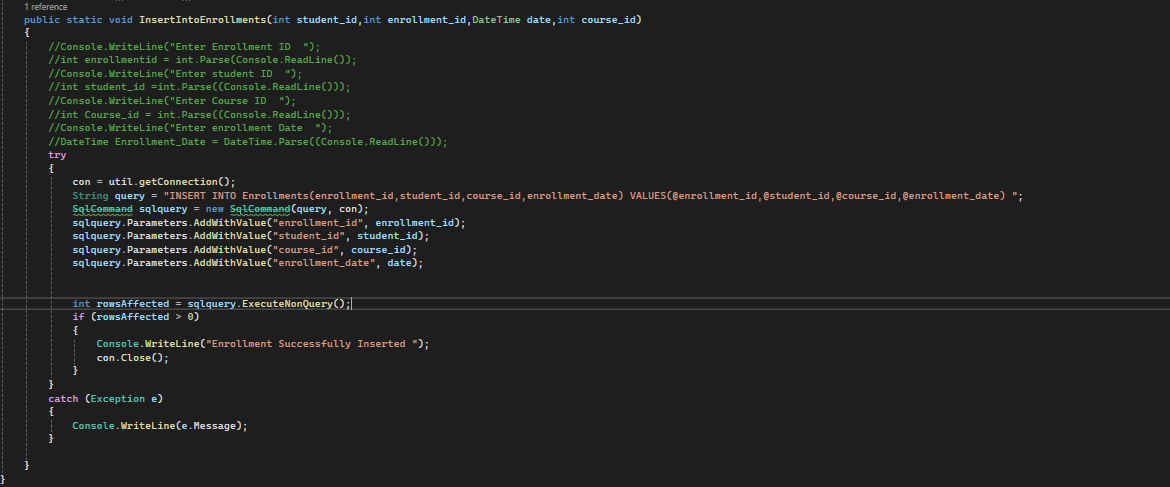 1 reference
public static void InsertIntoEnrollments(int student_id,int enrollment_id,DateTime date,int course_id)
{
//Console.WriteLine("Enter Enrollment ID  ");
//int enrollmentid = int.Parse(Console.ReadLine());
//Console.WriteLine("Enter student ID  ");
//int student_id =int.Parse((Console.ReadLine()));
//Console.WriteLine("Enter Course ID  ");
//int Course_id = int.Parse((Console.ReadLine()));
//Console.WriteLine("Enter enrollment Date  ");
//DateTime Enrollment_Date = DateTime.Parse((Console.ReadLine()));
try
{
con = util.getConnection();
String query = "INSERT INTO Enrollments(enrollment_id,student_id,course_id,enrollment_date) VALUES(@enrollment_id,@student_id,@course_id,@enrollment_date) ";
SqlCommand sqlquery = new SqlCommand(query, con);
sqlquery.Parameters.AddWithValue("enrollment_id", enrollment_id);
sqlquery.Parameters.AddWithValue("student_id", student_id);
sqlquery.Parameters.AddWithValue("course_id", course_id);
sqlquery.Parameters.AddWithValue("enrollment_date", date);
int rowsAffected = sqlquery.ExecuteNonQuery();
if (rowsAffected > 0)
{
Console.WriteLine("Enrollment Successfully Inserted ");
con.Close();
}
}
catch (Exception e)
{
Console.WriteLine(e.Message);
}
}
}